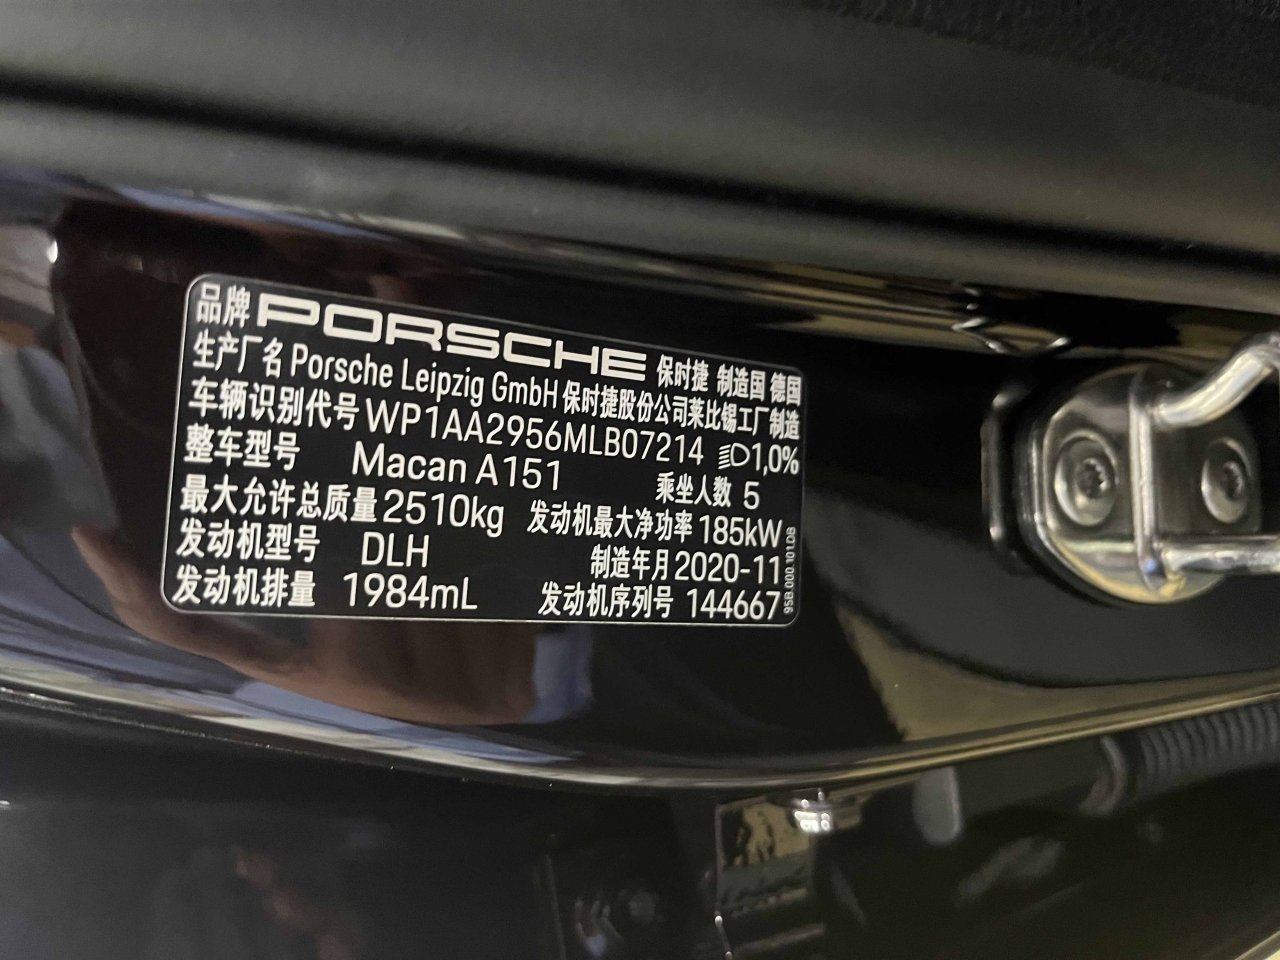 品牌 PORSCHE 保时捷 制造国 德国
生产厂名 Porsche Leipzig GmbH 保时捷股份公司莱比锡工厂制造
车辆识别代号 WP1AA2956MLB07214 1,0%
整车型号 Macan A151 乘坐人数 5
最大允许总质量 2510kg 发动机最大净功率 185kW
发动机型号 DLH 制造年月 2020-11
发动机排量 1984mL 发动机序列号 144667
95B.000.101.DB